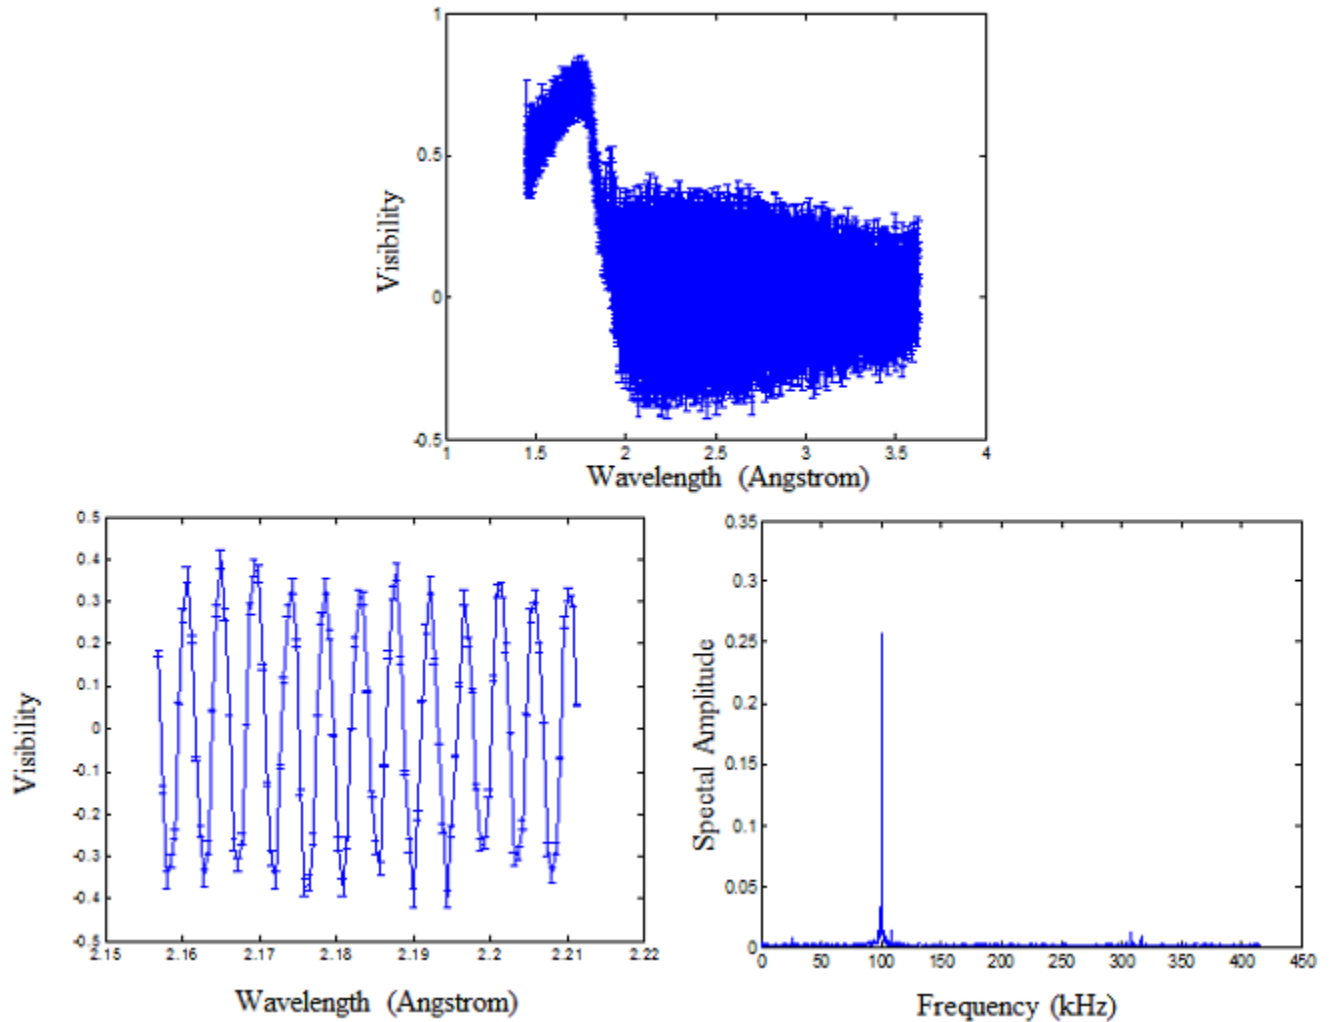 1
0.5
0
-0.5
Visibility
1 1.5 2 2.5 3 3.5 4
Wavelength (Angstrom)
0.5
0.4
0.3
0.2
0.1
0
-0.1
-0.2
-0.3
-0.4
-0.5
Visibility
2.15 2.16 2.17 2.18 2.19 2.2 2.21 2.22
Wavelength (Angstrom)
0.35
0.3
0.25
0.2
0.15
0.1
0.05
0
Spectal Amplitude
0 50 100 150 200 250 300 350 400 450
Frequency (kHz)